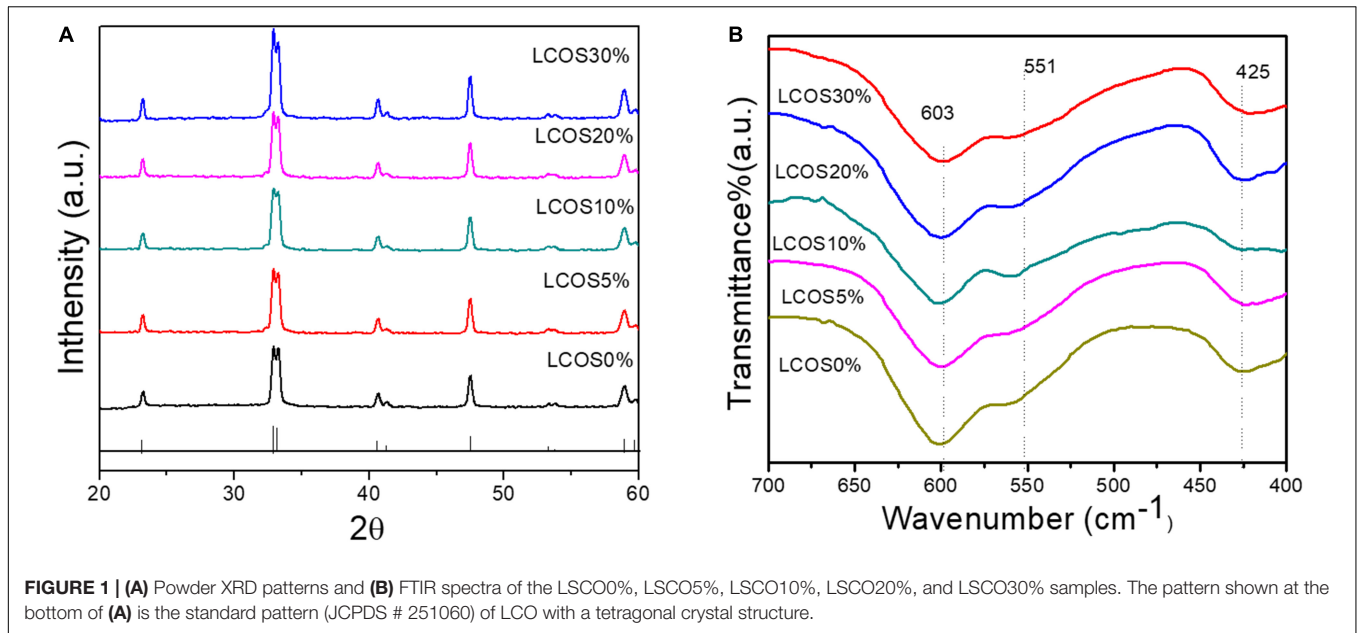 A
LCOS30%
LCOS20%
LCOS10%
LCOS5%
LCOS0%
Inthensity (a.u.)
20 30 40 50 60
2θ
B
603
551
425
LCOS30%
LCOS20%
LCOS10%
LCOS5%
LCOS0%
Transmittance%(a.u.)
700 650 600 550 500 450 400
Wavenumber (cm-1)
FIGURE 1 | (A) Powder XRD patterns and (B) FTIR spectra of the LSCO0%, LSCO5%, LSCO10%, LSCO20%, and LSCO30% samples. The pattern shown at the
bottom of (A) is the standard pattern (JCPDS # 251060) of LCO with a tetragonal crystal structure.